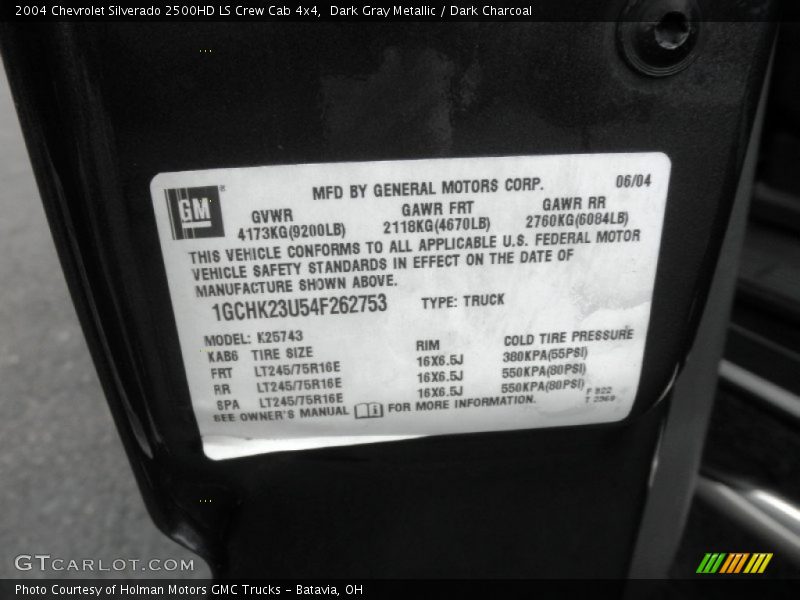 2004 Chevrolet Silverado 2500HD LS Crew Cab 4x4,  Dark Gray Metallic / Dark Charcoal
GM
MFD BY GENERAL MOTORS CORP. 06/04
GVWR GAWR FRT GAWR RR
4173KG(9200LB) 2118KG(4670LB) 2760KG(6084LB)
THIS VEHICLE CONFORMS TO ALL APPLICABLE U.S. FEDERAL MOTOR
VEHICLE SAFETY STANDARDS IN EFFECT ON THE DATE OF
MANUFACTURE SHOWN ABOVE.
1GCHK23U54F262753 TYPE: TRUCK
MODEL: K25743
KAB6 TIRE SIZE RIM COLD TIRE PRESSURE
FRT LT245/75R16E 16X6.5J 380KPA(55PSI)
RR LT245/75R16E 16X6.5J 550KPA(80PSI)
SPA LT245/75R16E 16X6.5J 550KPA(80PSI)
SEE OWNER'S MANUAL FOR MORE INFORMATION.
GTCARLOT.COM
Photo Courtesy of Holman Motors GMC Trucks - Batavia, OH